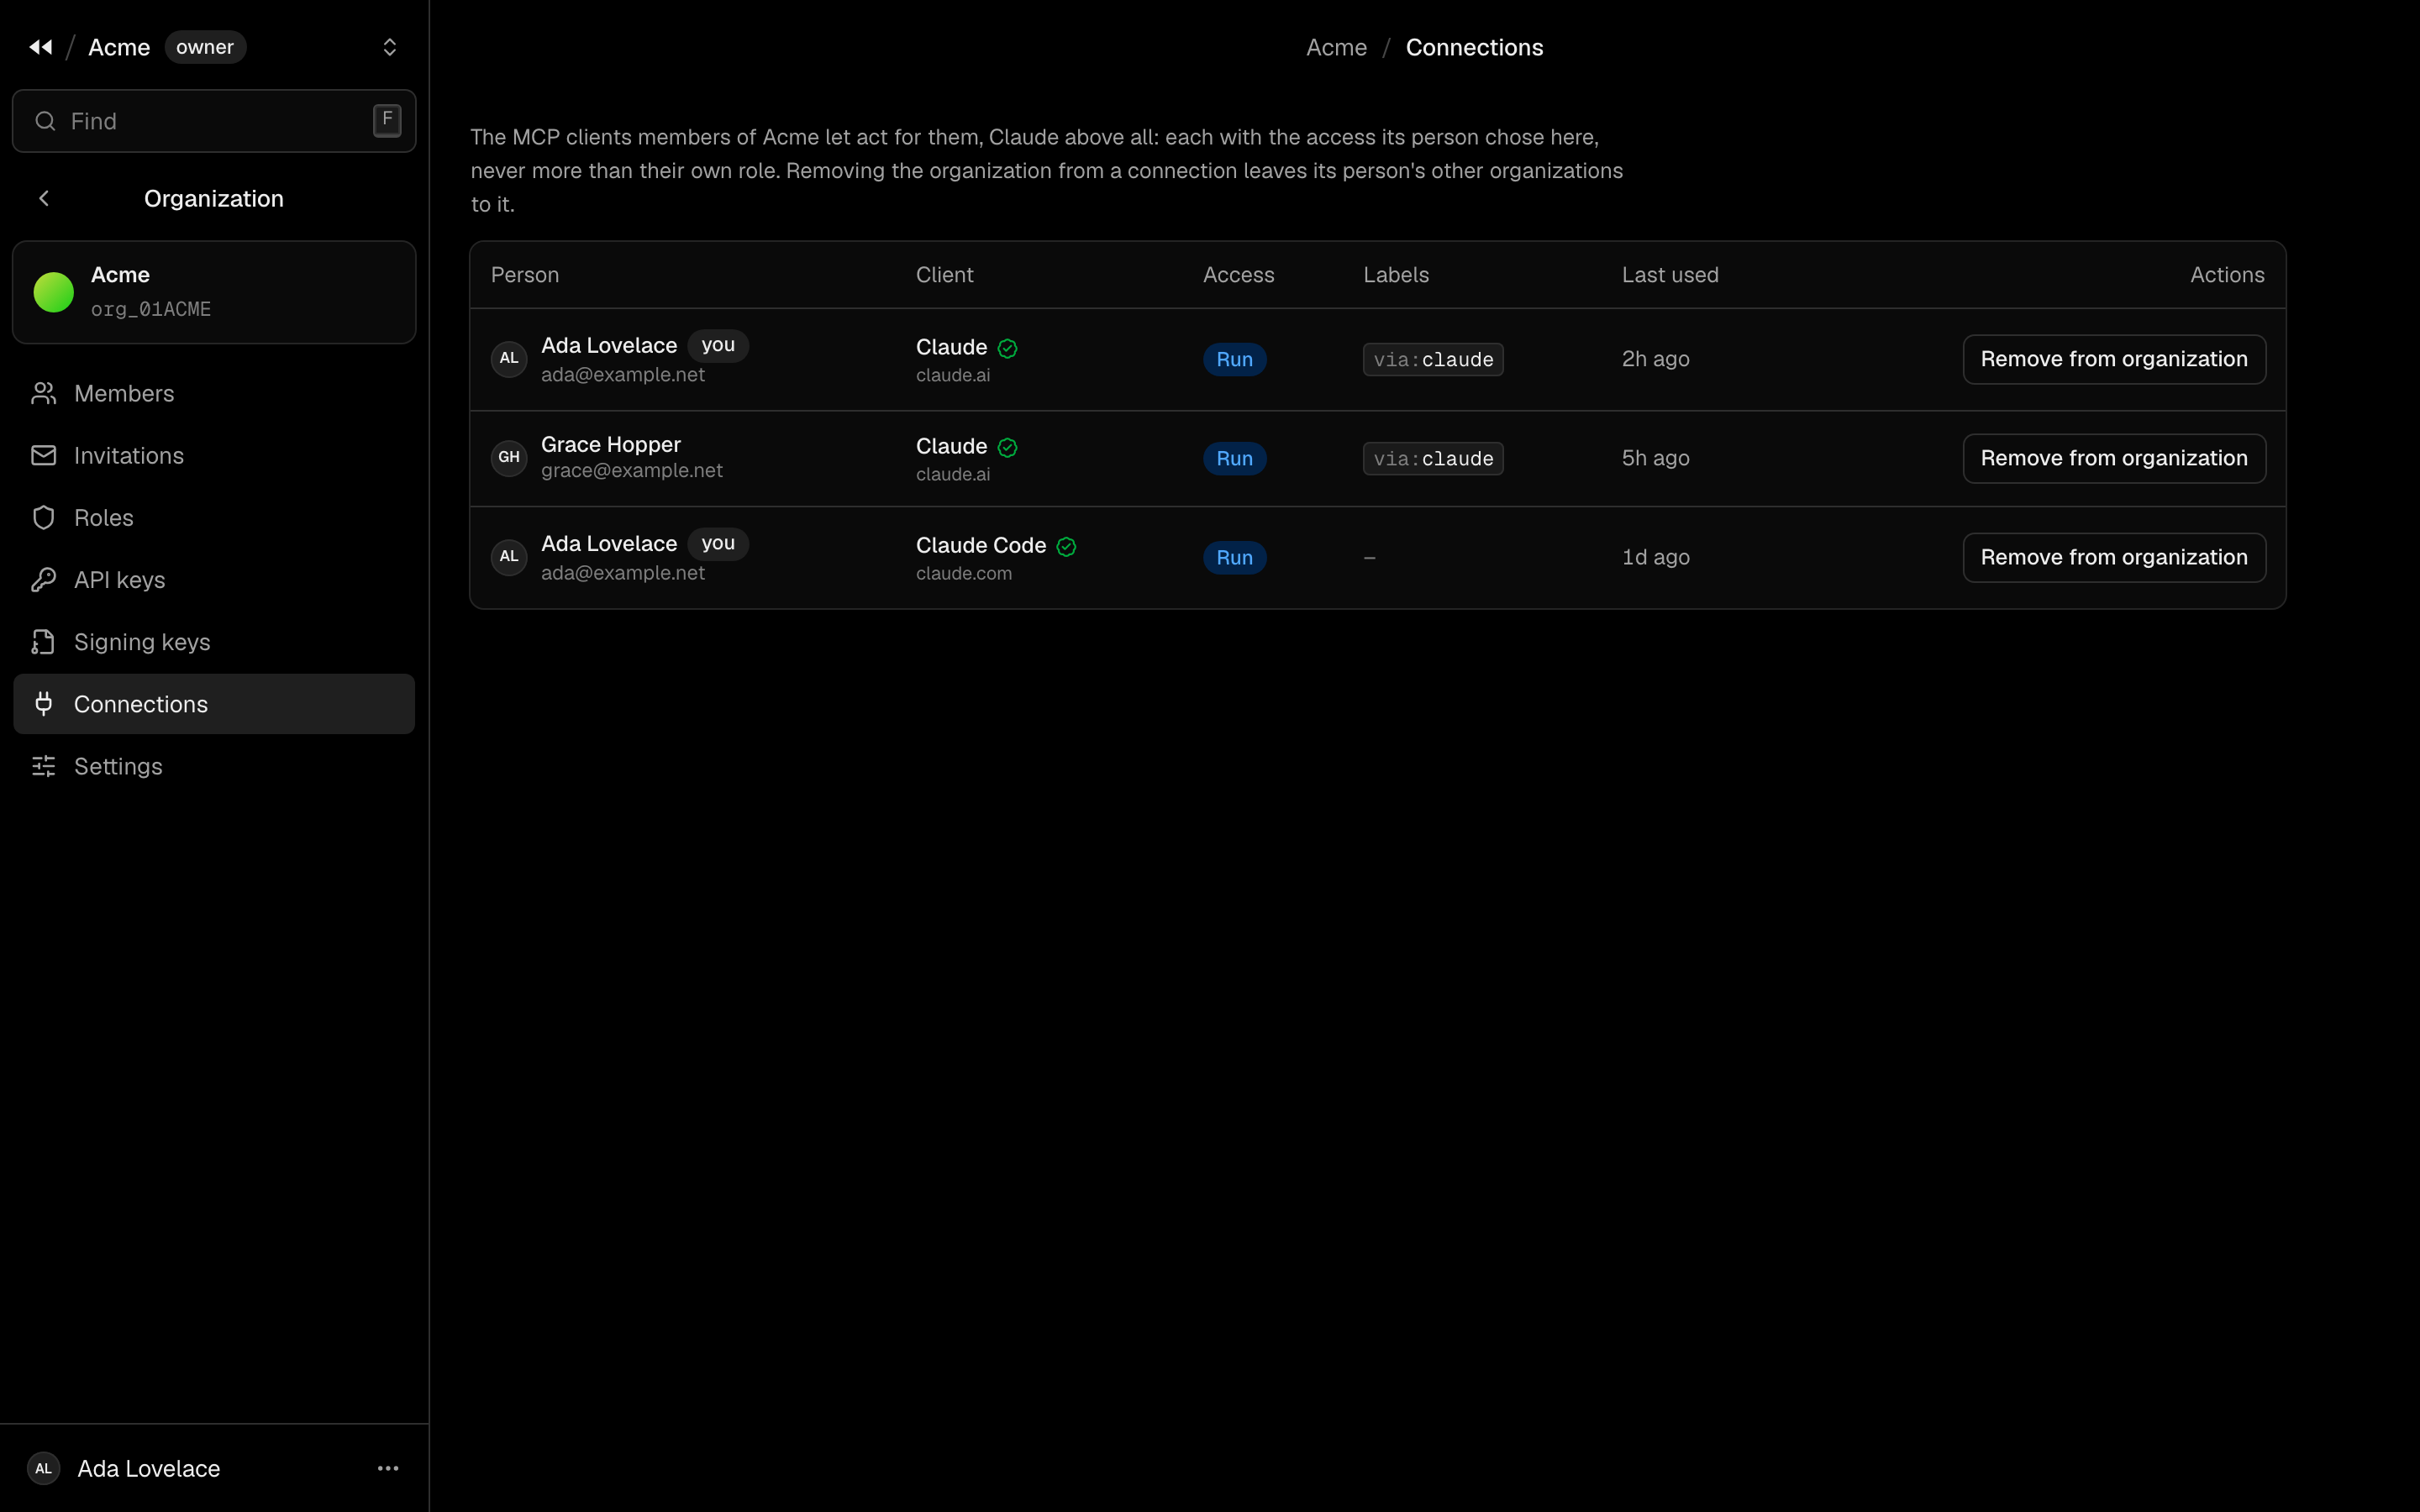 / Acme owner
Find F
Organization
Acme
org_01ACME
Members
Invitations
Roles
API keys
Signing keys
Connections
Settings
AL Ada Lovelace
Acme / Connections
The MCP clients members of Acme let act for them, Claude above all: each with the access its person chose here,
never more than their own role. Removing the organization from a connection leaves its person's other organizations
to it.
Person Client Access Labels Last used Actions
AL Ada Lovelace you Claude Run via:claude 2h ago Remove from organization
ada@example.net claude.ai
GH Grace Hopper Claude Run via:claude 5h ago Remove from organization
grace@example.net claude.ai
AL Ada Lovelace you Claude Code Run – 1d ago Remove from organization
ada@example.net claude.com